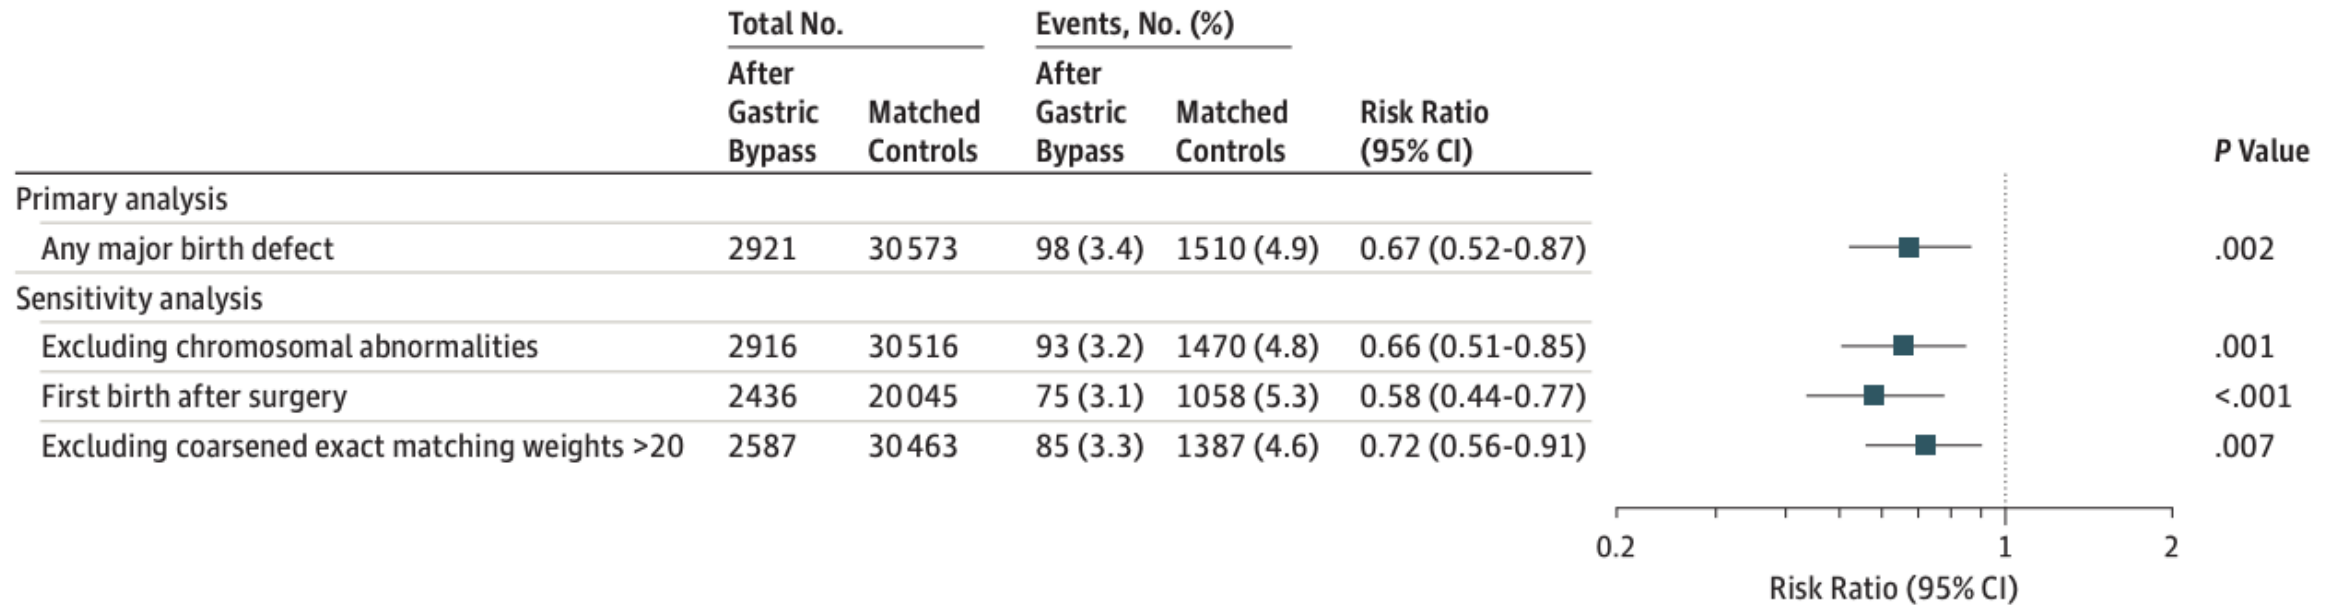 Total No. Events, No. (%)
After After
Gastric Matched Gastric Matched Risk Ratio
Bypass Controls Bypass Controls (95% CI) P Value
Primary analysis
Any major birth defect 2921 30573 98 (3.4) 1510 (4.9) 0.67 (0.52-0.87) .002
Sensitivity analysis
Excluding chromosomal abnormalities 2916 30516 93 (3.2) 1470 (4.8) 0.66 (0.51-0.85) .001
First birth after surgery 2436 20045 75 (3.1) 1058 (5.3) 0.58 (0.44-0.77) <.001
Excluding coarsened exact matching weights >20 2587 30463 85 (3.3) 1387 (4.6) 0.72 (0.56-0.91) .007
0.2 1 2
Risk Ratio (95% CI)